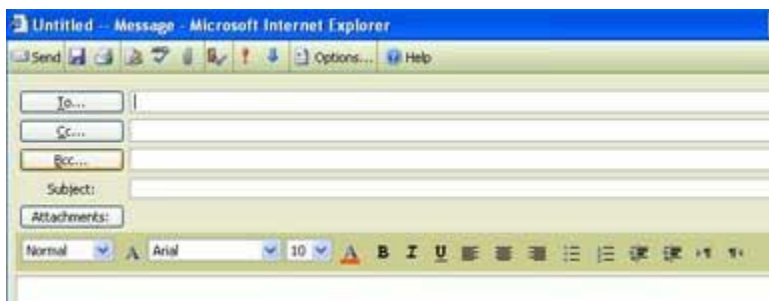 Untitled -- Message - Microsoft Internet Explorer
Send Options... Help
To...
Cc...
Bcc...
Subject:
Attachments:
Normal A Arial 10 A B I U